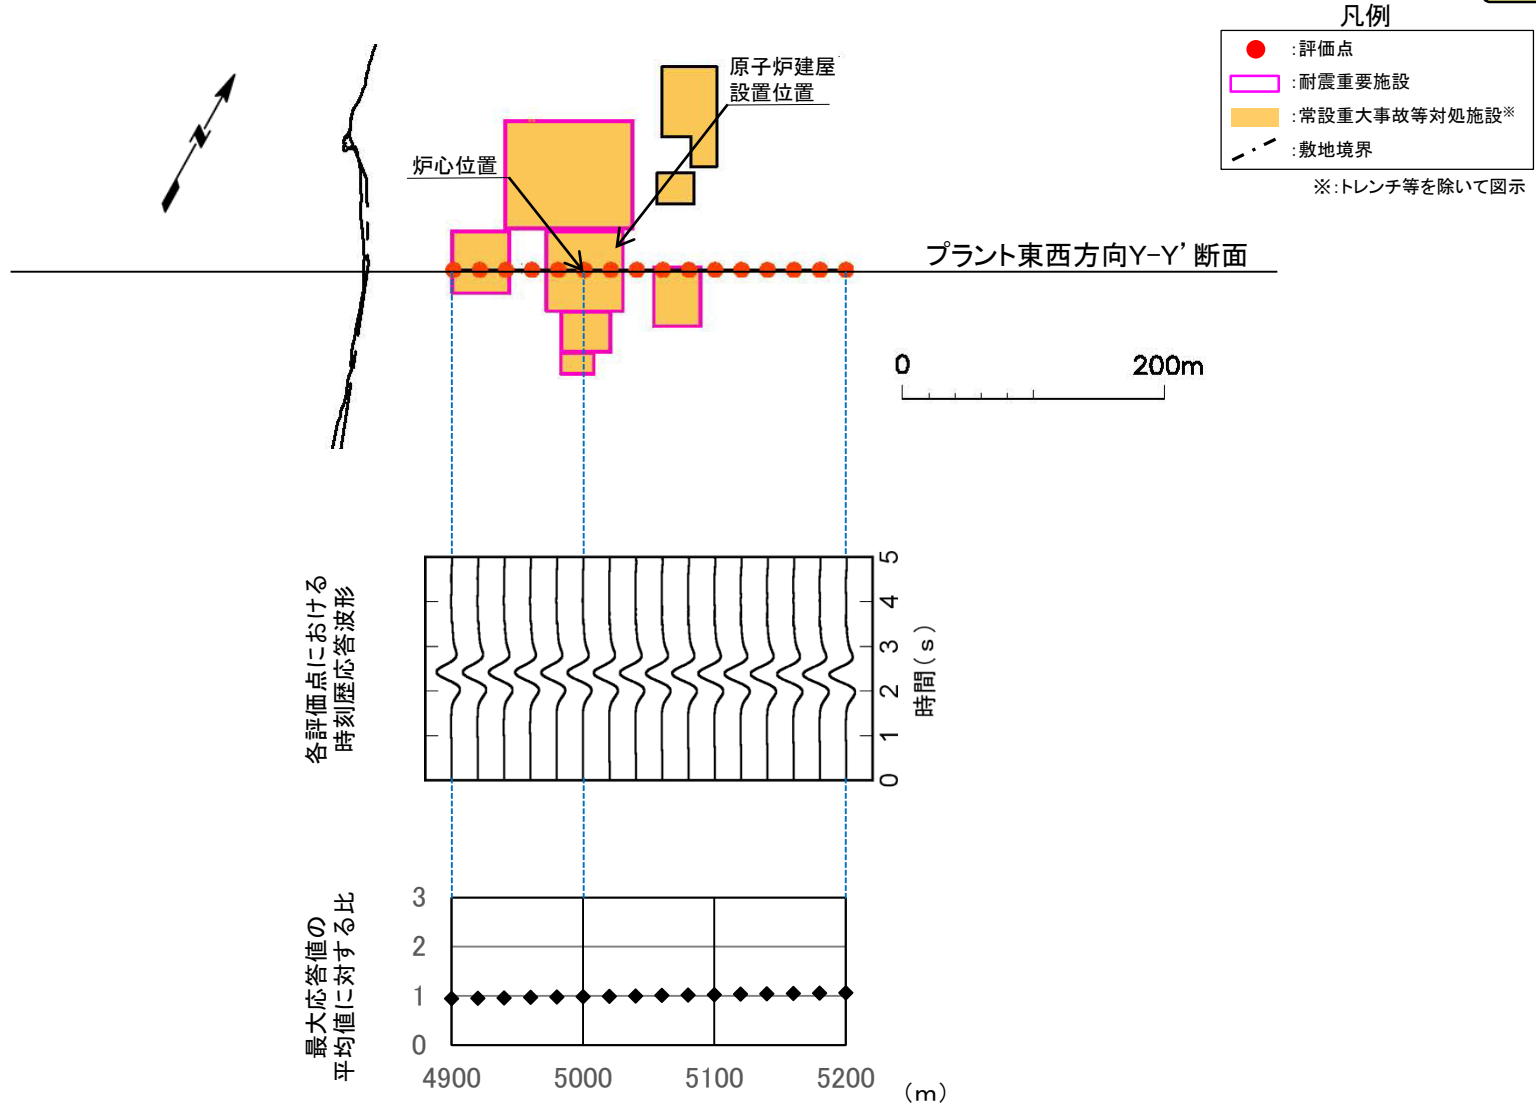 凡例
:評価点
:耐震重要施設
:常設重大事故等対処施設※
:敷地境界
※:トレンチ等を除いて図示
N
原子炉建屋
設置位置
炉心位置
プラント東西方向Y-Y'断面
0 200m
各評価点における
時刻歴応答波形
5
4
3
2
1
0
時間(s)
最大応答値の
平均値に対する比
3
2
1
0
4900 5000 5100 5200 (m)